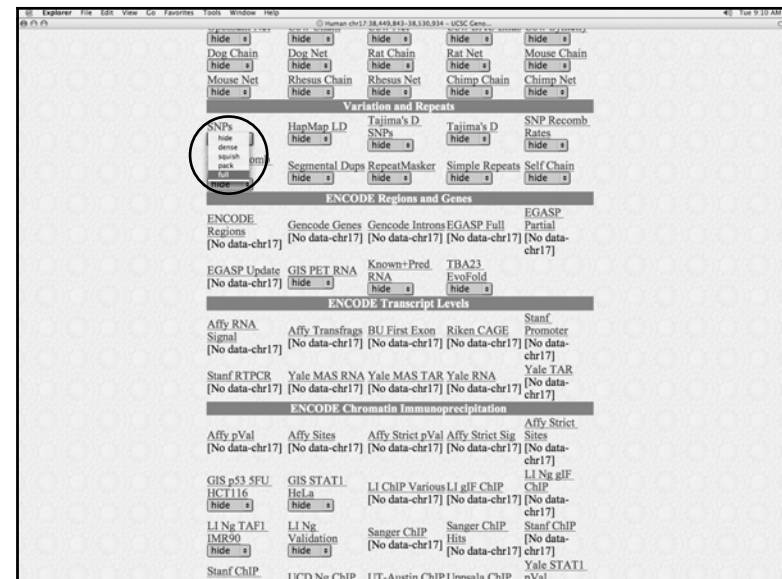 Explorer File Edit View Go Favorites Tools Window Help Tue 9:10 AM
Human chr17:38,449,843-38,530,934 - UCSC Geno...
hide hide hide hide hide
Dog Chain Dog Net Rat Chain Rat Net Mouse Chain
hide hide hide hide hide
Mouse Net Rhesus Chain Rhesus Net Chimp Chain Chimp Net
hide hide hide hide hide
Variation and Repeats
SNPs HapMap LD Tajima's D SNPs Tajima's D SNP Recomb Rates
hide hide hide hide
hide
dense
squish
pack
full
hide
Segmental Dups RepeatMasker Simple Repeats Self Chain
hide hide hide hide
ENCODE Regions and Genes
ENCODE Regions Gencode Genes Gencode Introns EGASP Full EGASP Partial
[No data-chr17] [No data-chr17] [No data-chr17] [No data-chr17] [No data-chr17]
EGASP Update GIS PET RNA Known+Pred RNA TBA23 EvoFold
[No data-chr17] hide hide hide
ENCODE Transcript Levels
Affy RNA Signal Affy Transfrags BU First Exon Riken CAGE Stanf Promoter
[No data-chr17] [No data-chr17] [No data-chr17] [No data-chr17] [No data-chr17]
Stanf RTPCR Yale MAS RNA Yale MAS TAR Yale RNA Yale TAR
[No data-chr17] [No data-chr17] [No data-chr17] [No data-chr17] [No data-chr17]
ENCODE Chromatin Immunoprecipitation
Affy pVal Affy Sites Affy Strict pVal Affy Strict Sig Affy Strict Sites
[No data-chr17] [No data-chr17] [No data-chr17] [No data-chr17] [No data-chr17]
GIS p53 5FU HCT116 GIS STAT1 HeLa LI ChIP Various LI gIF ChIP LI Ng gIF ChIP
hide hide [No data-chr17] [No data-chr17] [No data-chr17]
LI Ng TAF1 IMR90 LI Ng Validation Sanger ChIP Sanger ChIP Hits Stanf ChIP
hide hide [No data-chr17] [No data-chr17] [No data-chr17]
Stanf ChIP UCD Ng ChIP UT-Austin ChIP Uppsala ChIP Yale STAT1 pVal